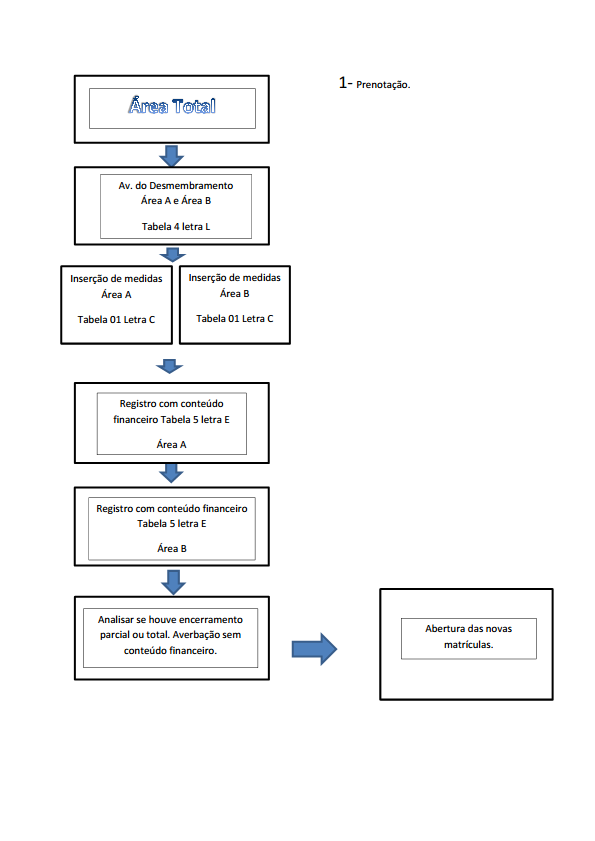 Área Total
1- Prenotação.
Av. do Desmembramento
Área A e Área B
Tabela 4 letra L
Inserção de medidas
Área A
Tabela 01 Letra C
Inserção de medidas
Área B
Tabela 01 Letra C
Registro com conteúdo
financeiro Tabela 5 letra E
Área A
Registro com conteúdo financeiro
Tabela 5 letra E
Área B
Analisar se houve encerramento
parcial ou total. Averbação sem
conteúdo financeiro.
Abertura das novas
matrículas.